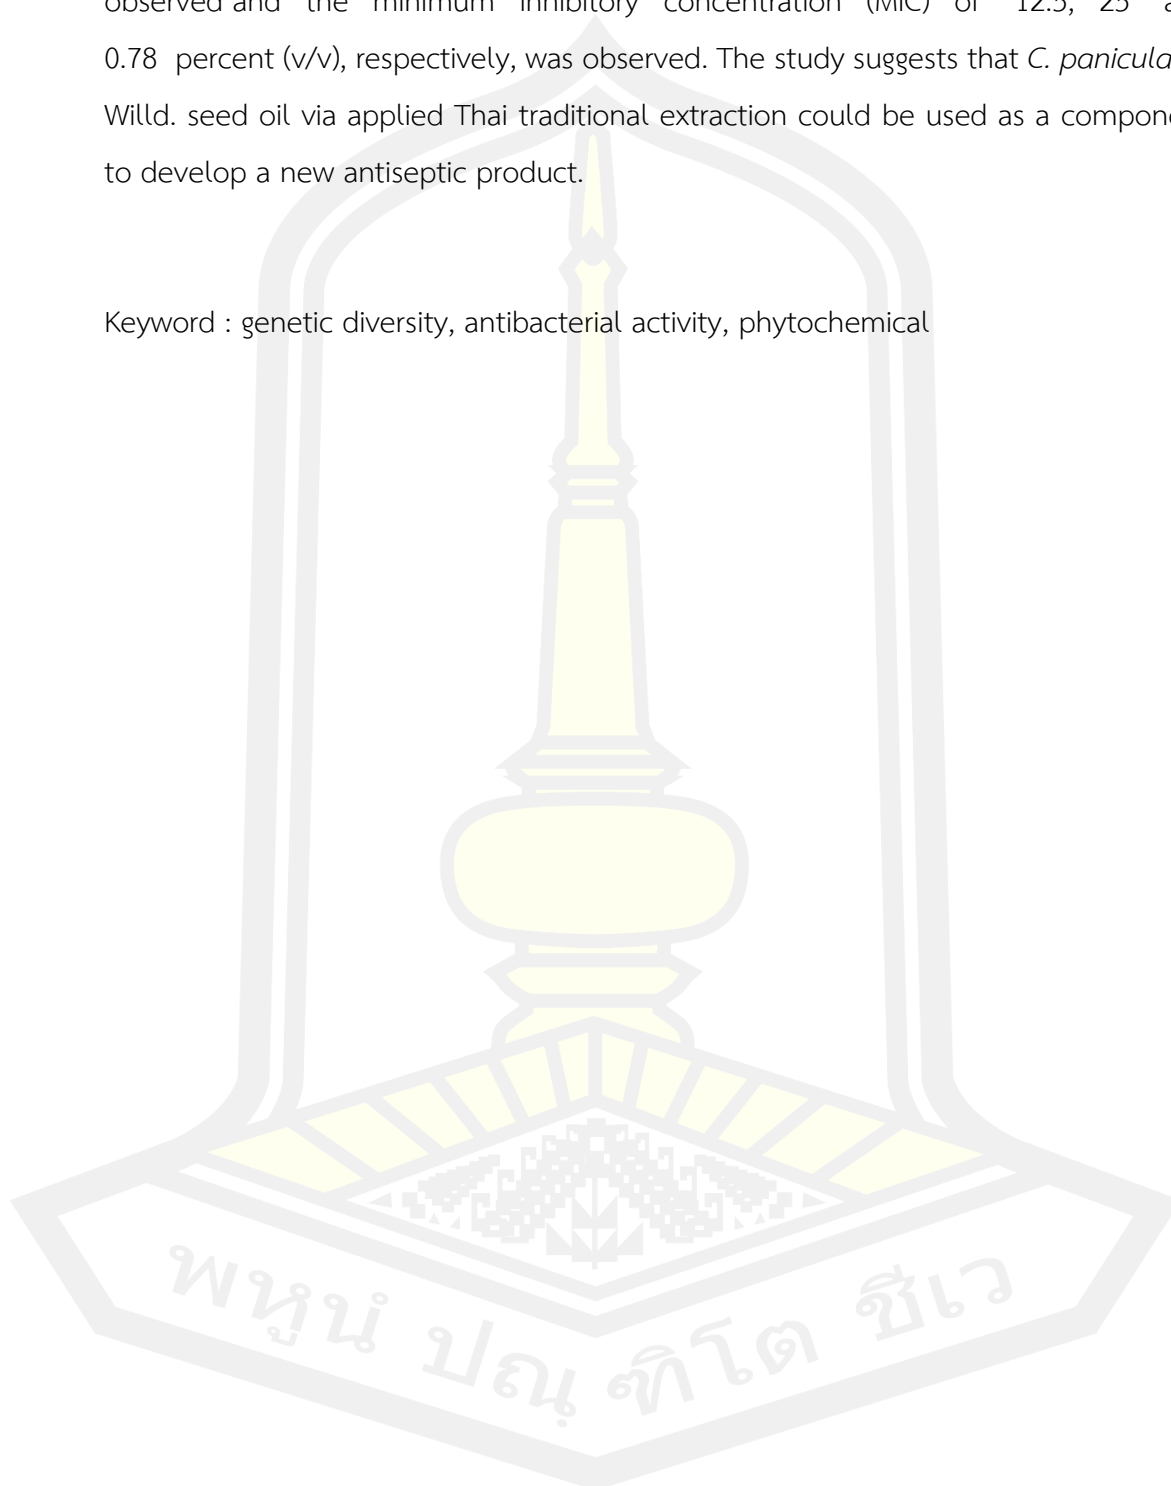 observed and the minimum inhibitory concentration (MIC) of 12.5, 25
0.78 percent (v/v), respectively, was observed. The study suggests that C. panicula
Willd. seed oil via applied Thai traditional extraction could be used as a compon
to develop a new antiseptic product.
Keyword : genetic diversity, antibacterial activity, phytochemical
พหูนํ ปณฺฑิโต ชีเว